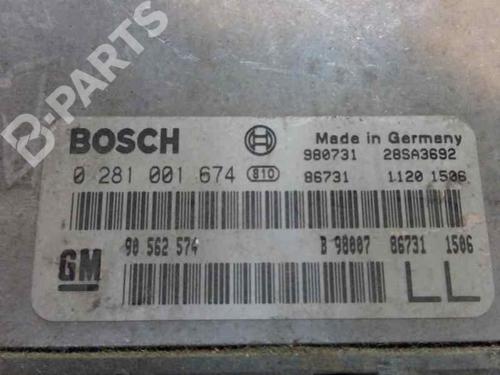 B-PARTS
BOSCH
Made in Germany
980731 28SA3692
0 281 001 674 810
86731 1120 1506
90 562 574 B 98007 86731 1506
GM
LL